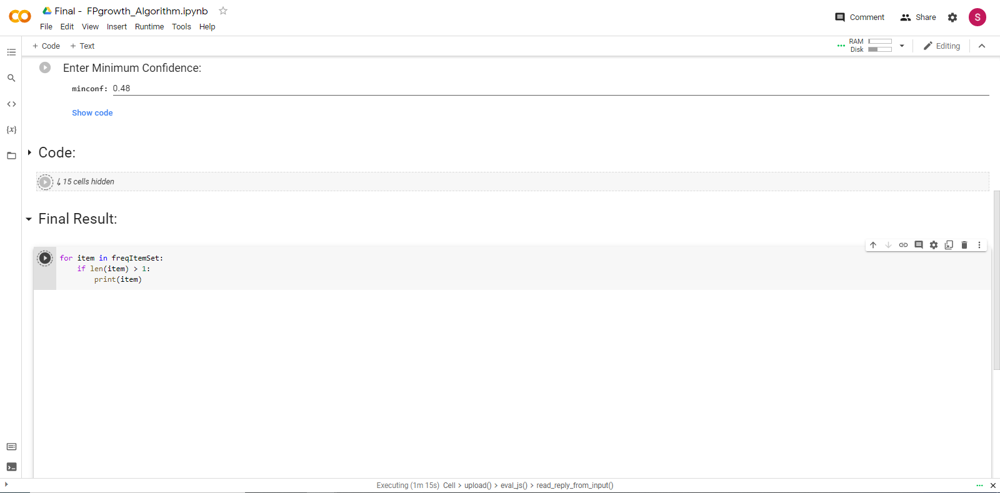 Final -  FPgrowth_Algorithm.ipynb
File Edit View Insert Runtime Tools Help
Comment
Share
S
+ Code + Text
RAM
Disk
Editing
Enter Minimum Confidence:
minconf: 0.48
Show code
{x}
Code:
15 cells hidden
Final Result:
for item in freqItemSet:
    if len(item) > 1:
        print(item)
Executing (1m 15s) Cell > upload() > eval_js() > read_reply_from_input()